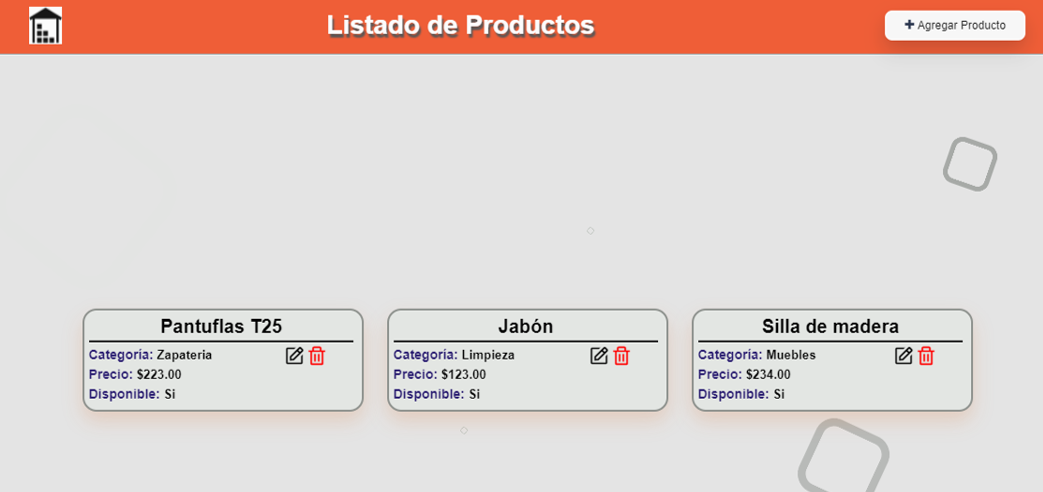 Listado de Productos
Agregar Producto
Pantuflas T25
Categoría: Zapateria
Precio: $223.00
Disponible: Si
Jabón
Categoría: Limpieza
Precio: $123.00
Disponible: Si
Silla de madera
Categoría: Muebles
Precio: $234.00
Disponible: Si